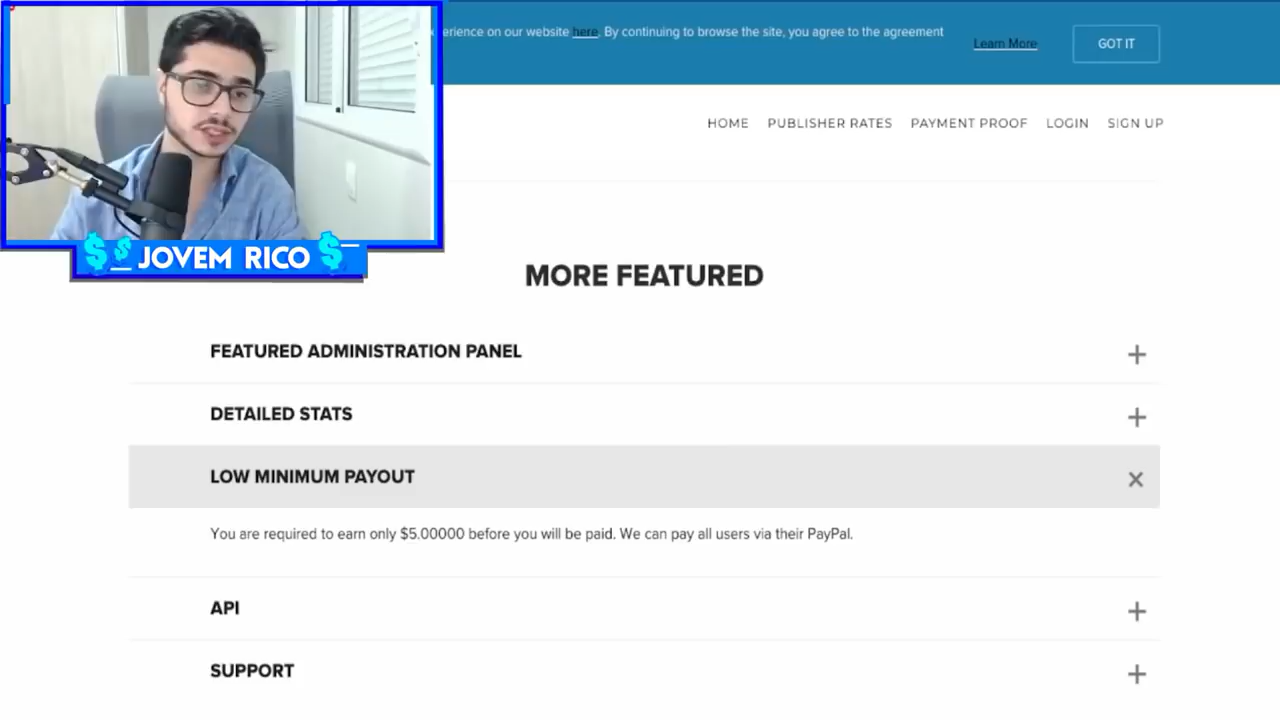 experience on our website here. By continuing to browse the site, you agree to the agreement
Learn More
GOT IT
HOME
PUBLISHER RATES
PAYMENT PROOF
LOGIN
SIGN UP
$ $ JOVEM RICO $
MORE FEATURED
FEATURED ADMINISTRATION PANEL
DETAILED STATS
LOW MINIMUM PAYOUT
You are required to earn only $5.00000 before you will be paid. We can pay all users via their PayPal.
API
SUPPORT